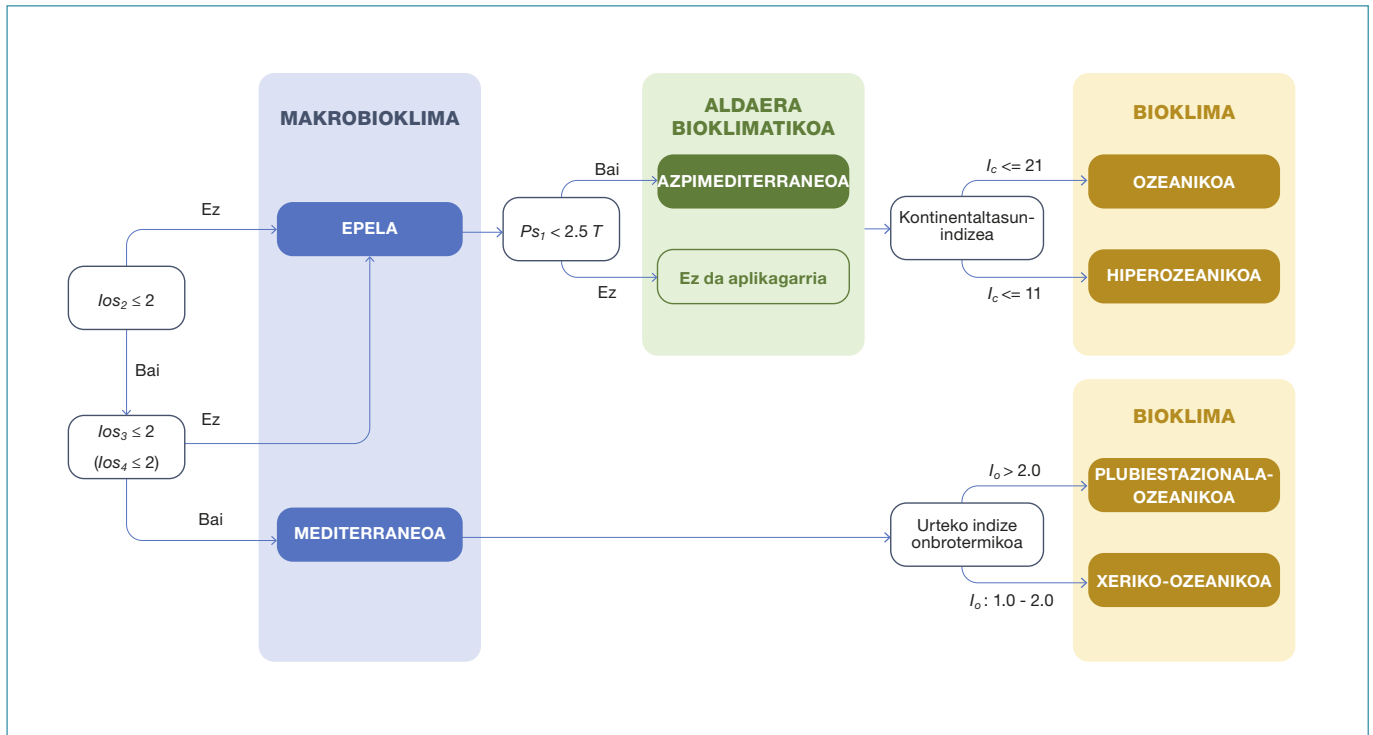 MAKROBIOKLIMA
ALDAERA
BIOKLIMATIKOA
BIOKLIMA
Ez
EPELA
Ios₂ ≤ 2
Bai
Ios₃ ≤ 2
(Ios₄ ≤ 2)
Ez
Bai
MEDITERRANEOA
Ps₁ < 2.5 T
Bai
AZPIMEDITERRANEOA
Ez
Ez da aplikagarria
Kontinentaltasun-
indizea
I_c <= 21
OZEANIKOA
I_c <= 11
HIPEROZEANIKOA
BIOKLIMA
Urteko indize
onbrotermikoa
Iₒ > 2.0
PLUBIESTAZIONALA-
OZEANIKOA
Iₒ : 1.0 - 2.0
XERIKO-OZEANIKOA